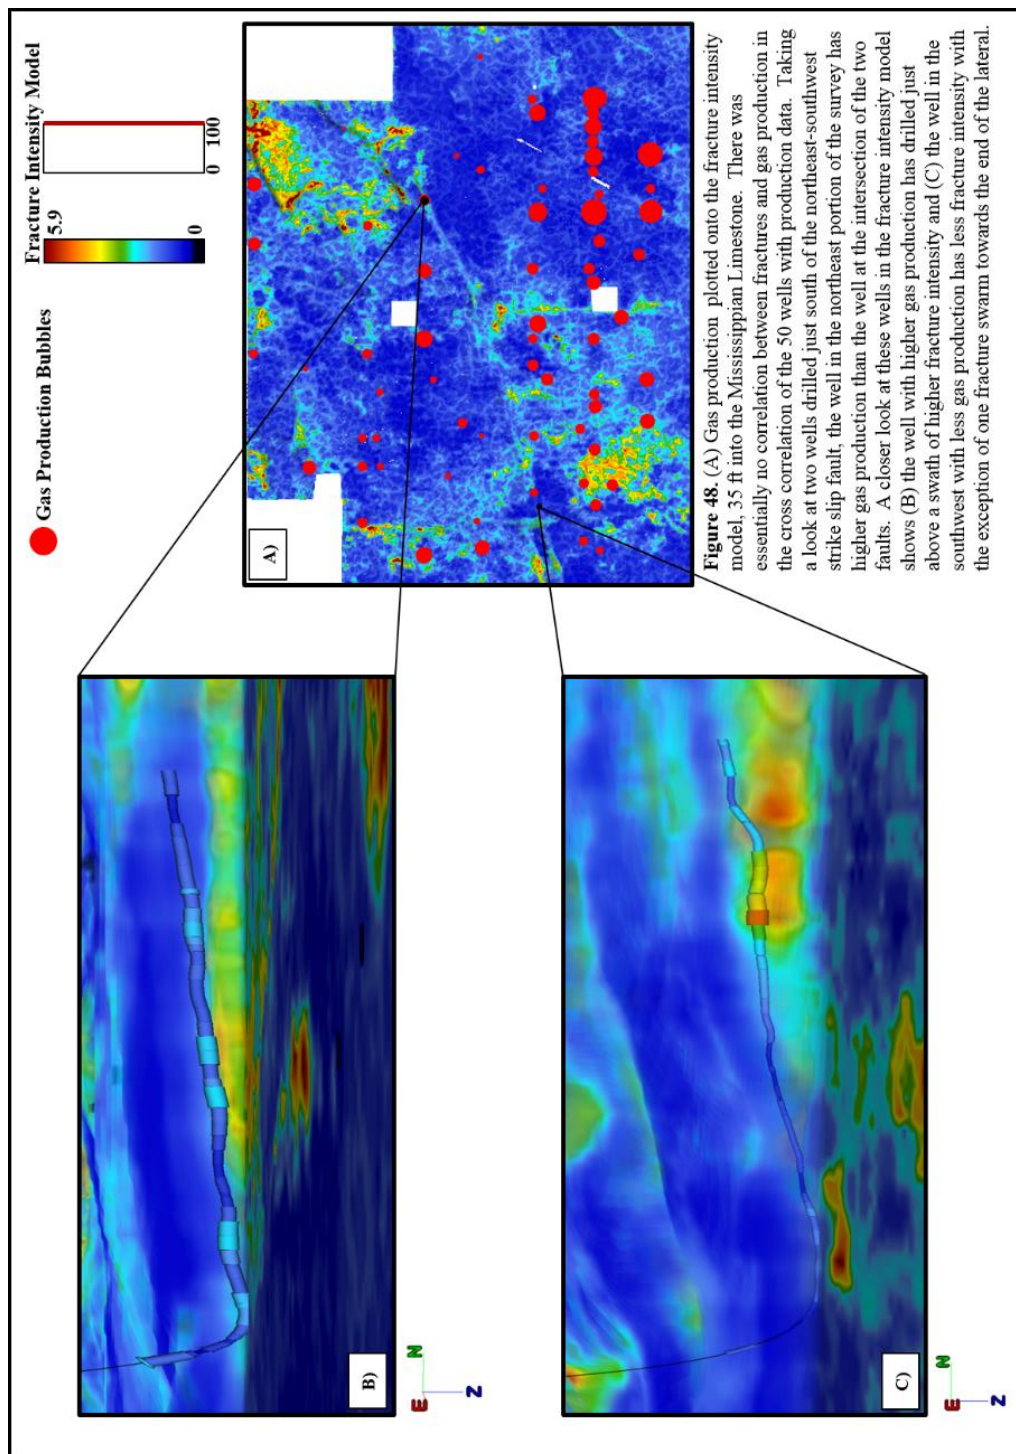 Gas Production Bubbles
Fracture Intensity Model
5.9
0
0 100
A)
B)
E
N
Z
C)
E
N
Z
Figure 48. (A) Gas production plotted onto the fracture intensity
model, 35 ft into the Mississippian Limestone. There was
essentially no correlation between fractures and gas production in
the cross correlation of the 50 wells with production data. Taking
a look at two wells drilled just south of the northeast-southwest
strike slip fault, the well in the northeast portion of the survey has
higher gas production than the well at the intersection of the two
faults. A closer look at these wells in the fracture intensity model
shows (B) the well with higher gas production has drilled just
above a swath of higher fracture intensity and (C) the well in the
southwest with less gas production has less fracture intensity with
the exception of one fracture swarm towards the end of the lateral.